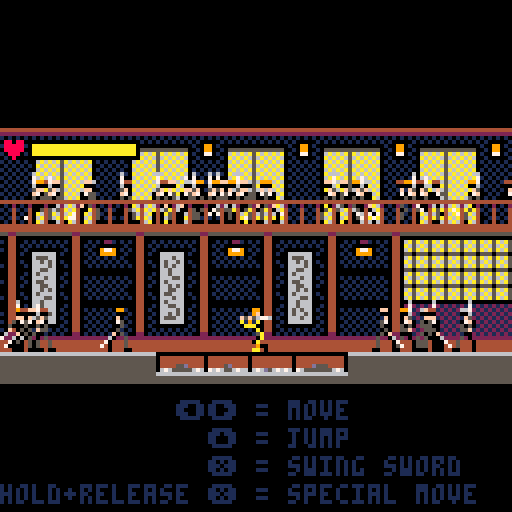 = MOVE
= JUMP
= SWING SWORD
HOLD+RELEASE = SPECIAL MOVE